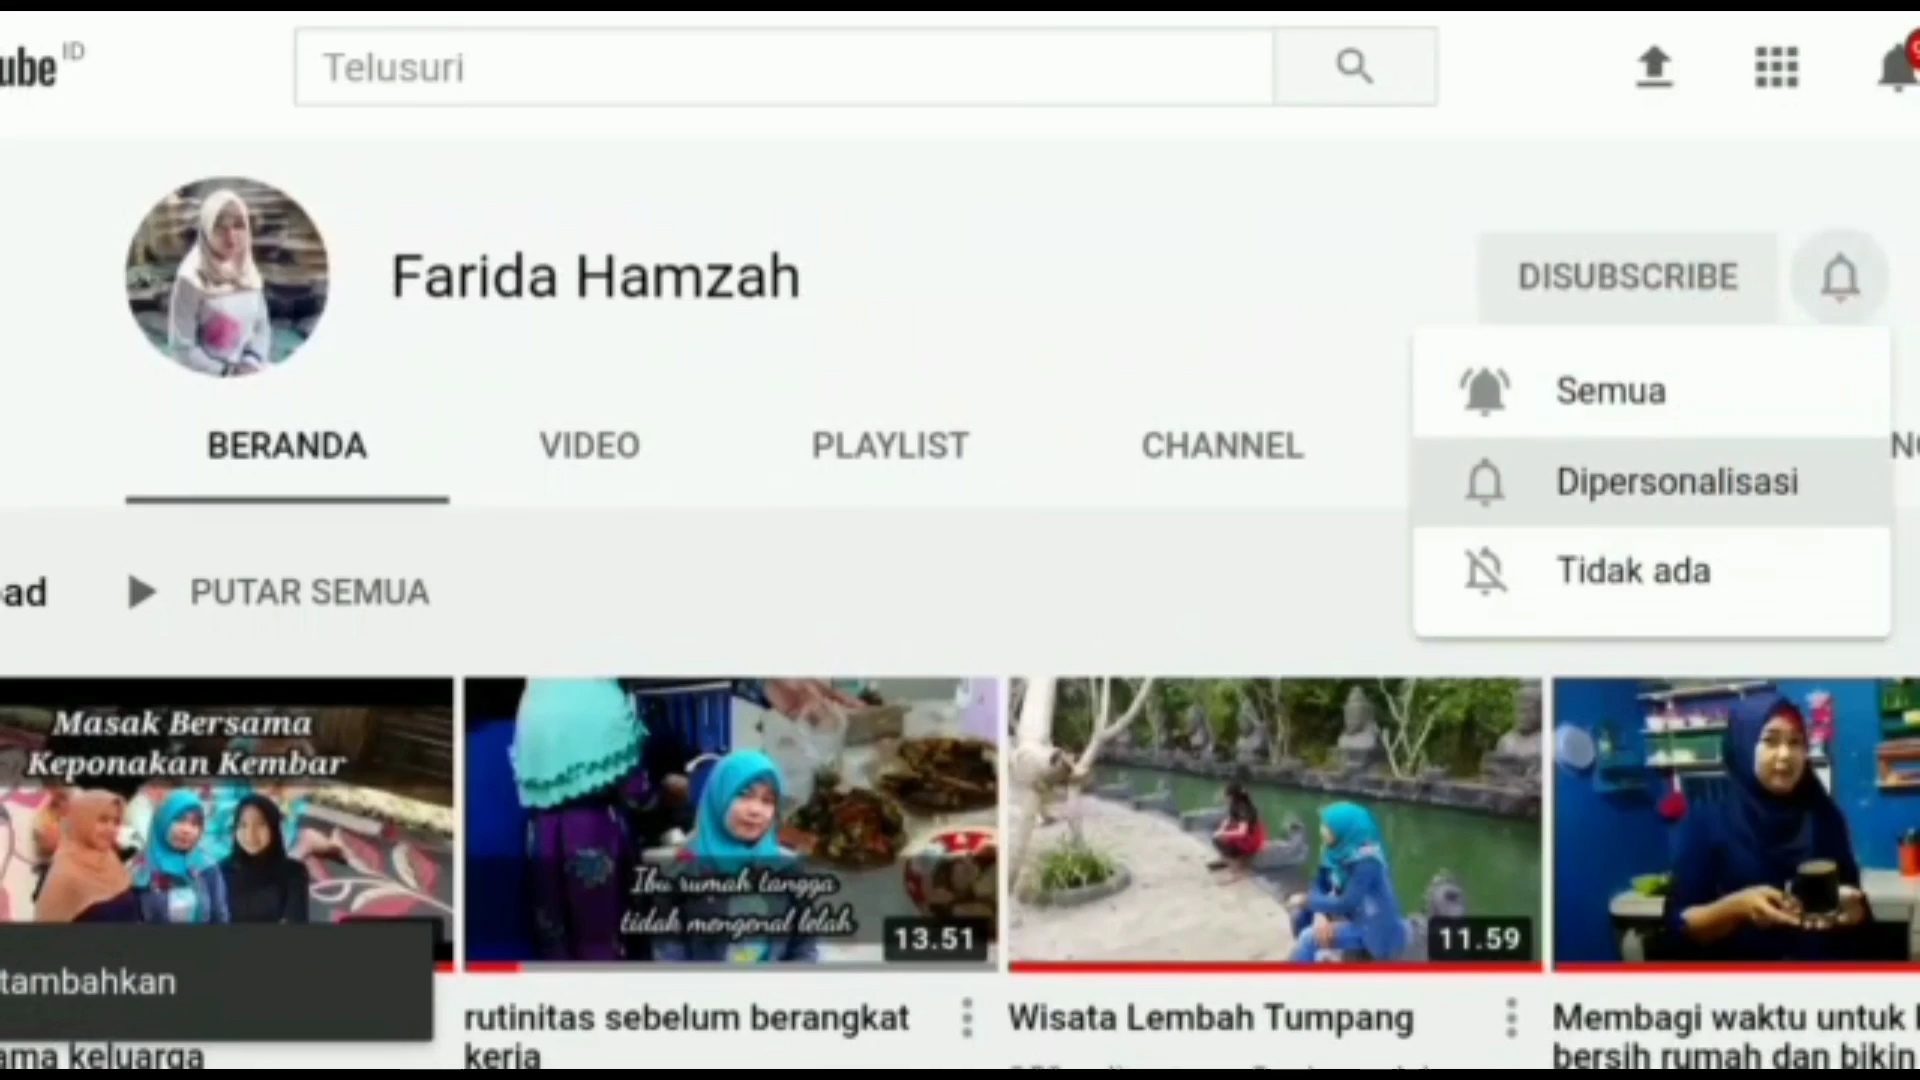 ube ID
Telusuri
Farida Hamzah
DISUBSCRIBE
Semua
Dipersonalisasi
Tidak ada
BERANDA
VIDEO
PLAYLIST
CHANNEL
ad
PUTAR SEMUA
Masak Bersama
Keponakan Kembar
Ibu rumah tangga
tidak mengenal lelah
13.51
11.59
tambahkan
ama keluarga
rutinitas sebelum berangkat
kerja
Wisata Lembah Tumpang
Membagi waktu untuk
bersih rumah dan bikin